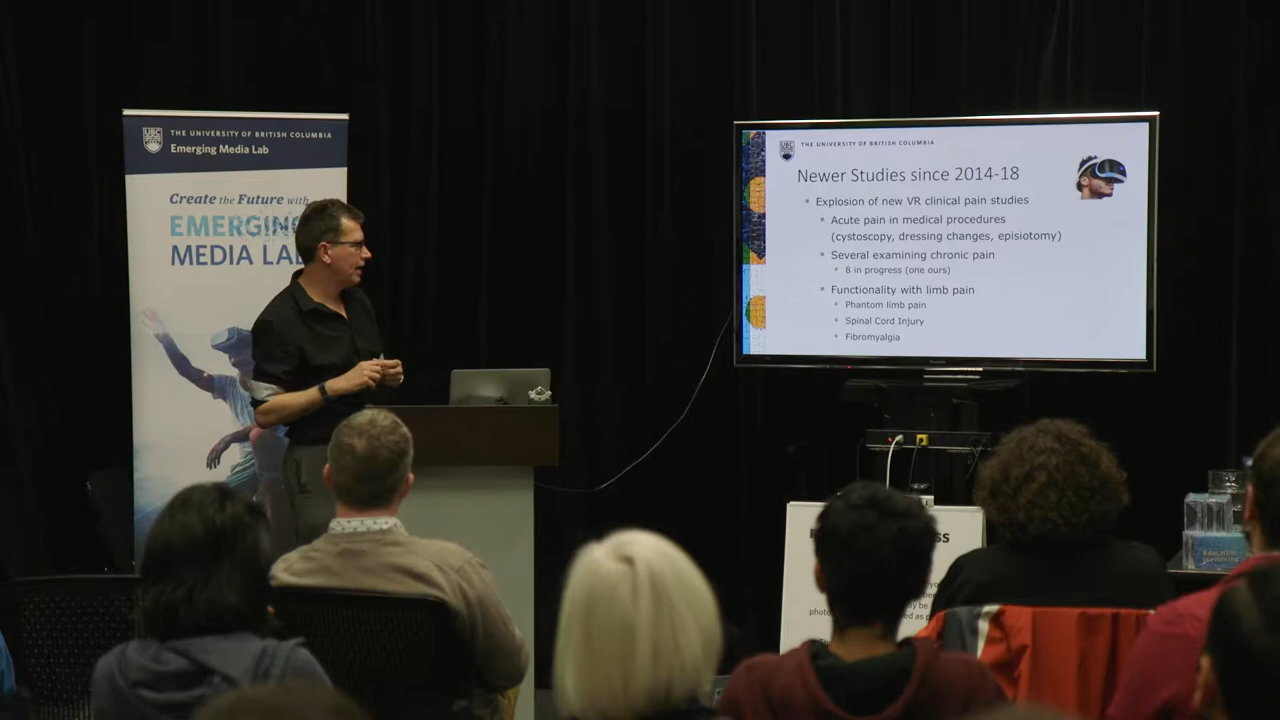 UBC
THE UNIVERSITY OF BRITISH COLUMBIA
Emerging Media Lab
Create the Future with
EMERGING
MEDIA LAB
THE UNIVERSITY OF BRITISH COLUMBIA
Newer Studies since 2014-18
Explosion of new VR clinical pain studies
Acute pain in medical procedures
(cystoscopy, dressing changes, episiotomy)
Several examining chronic pain
8 in progress (one ours)
Functionality with limb pain
Phantom limb pain
Spinal Cord Injury
Fibromyalgia
Education